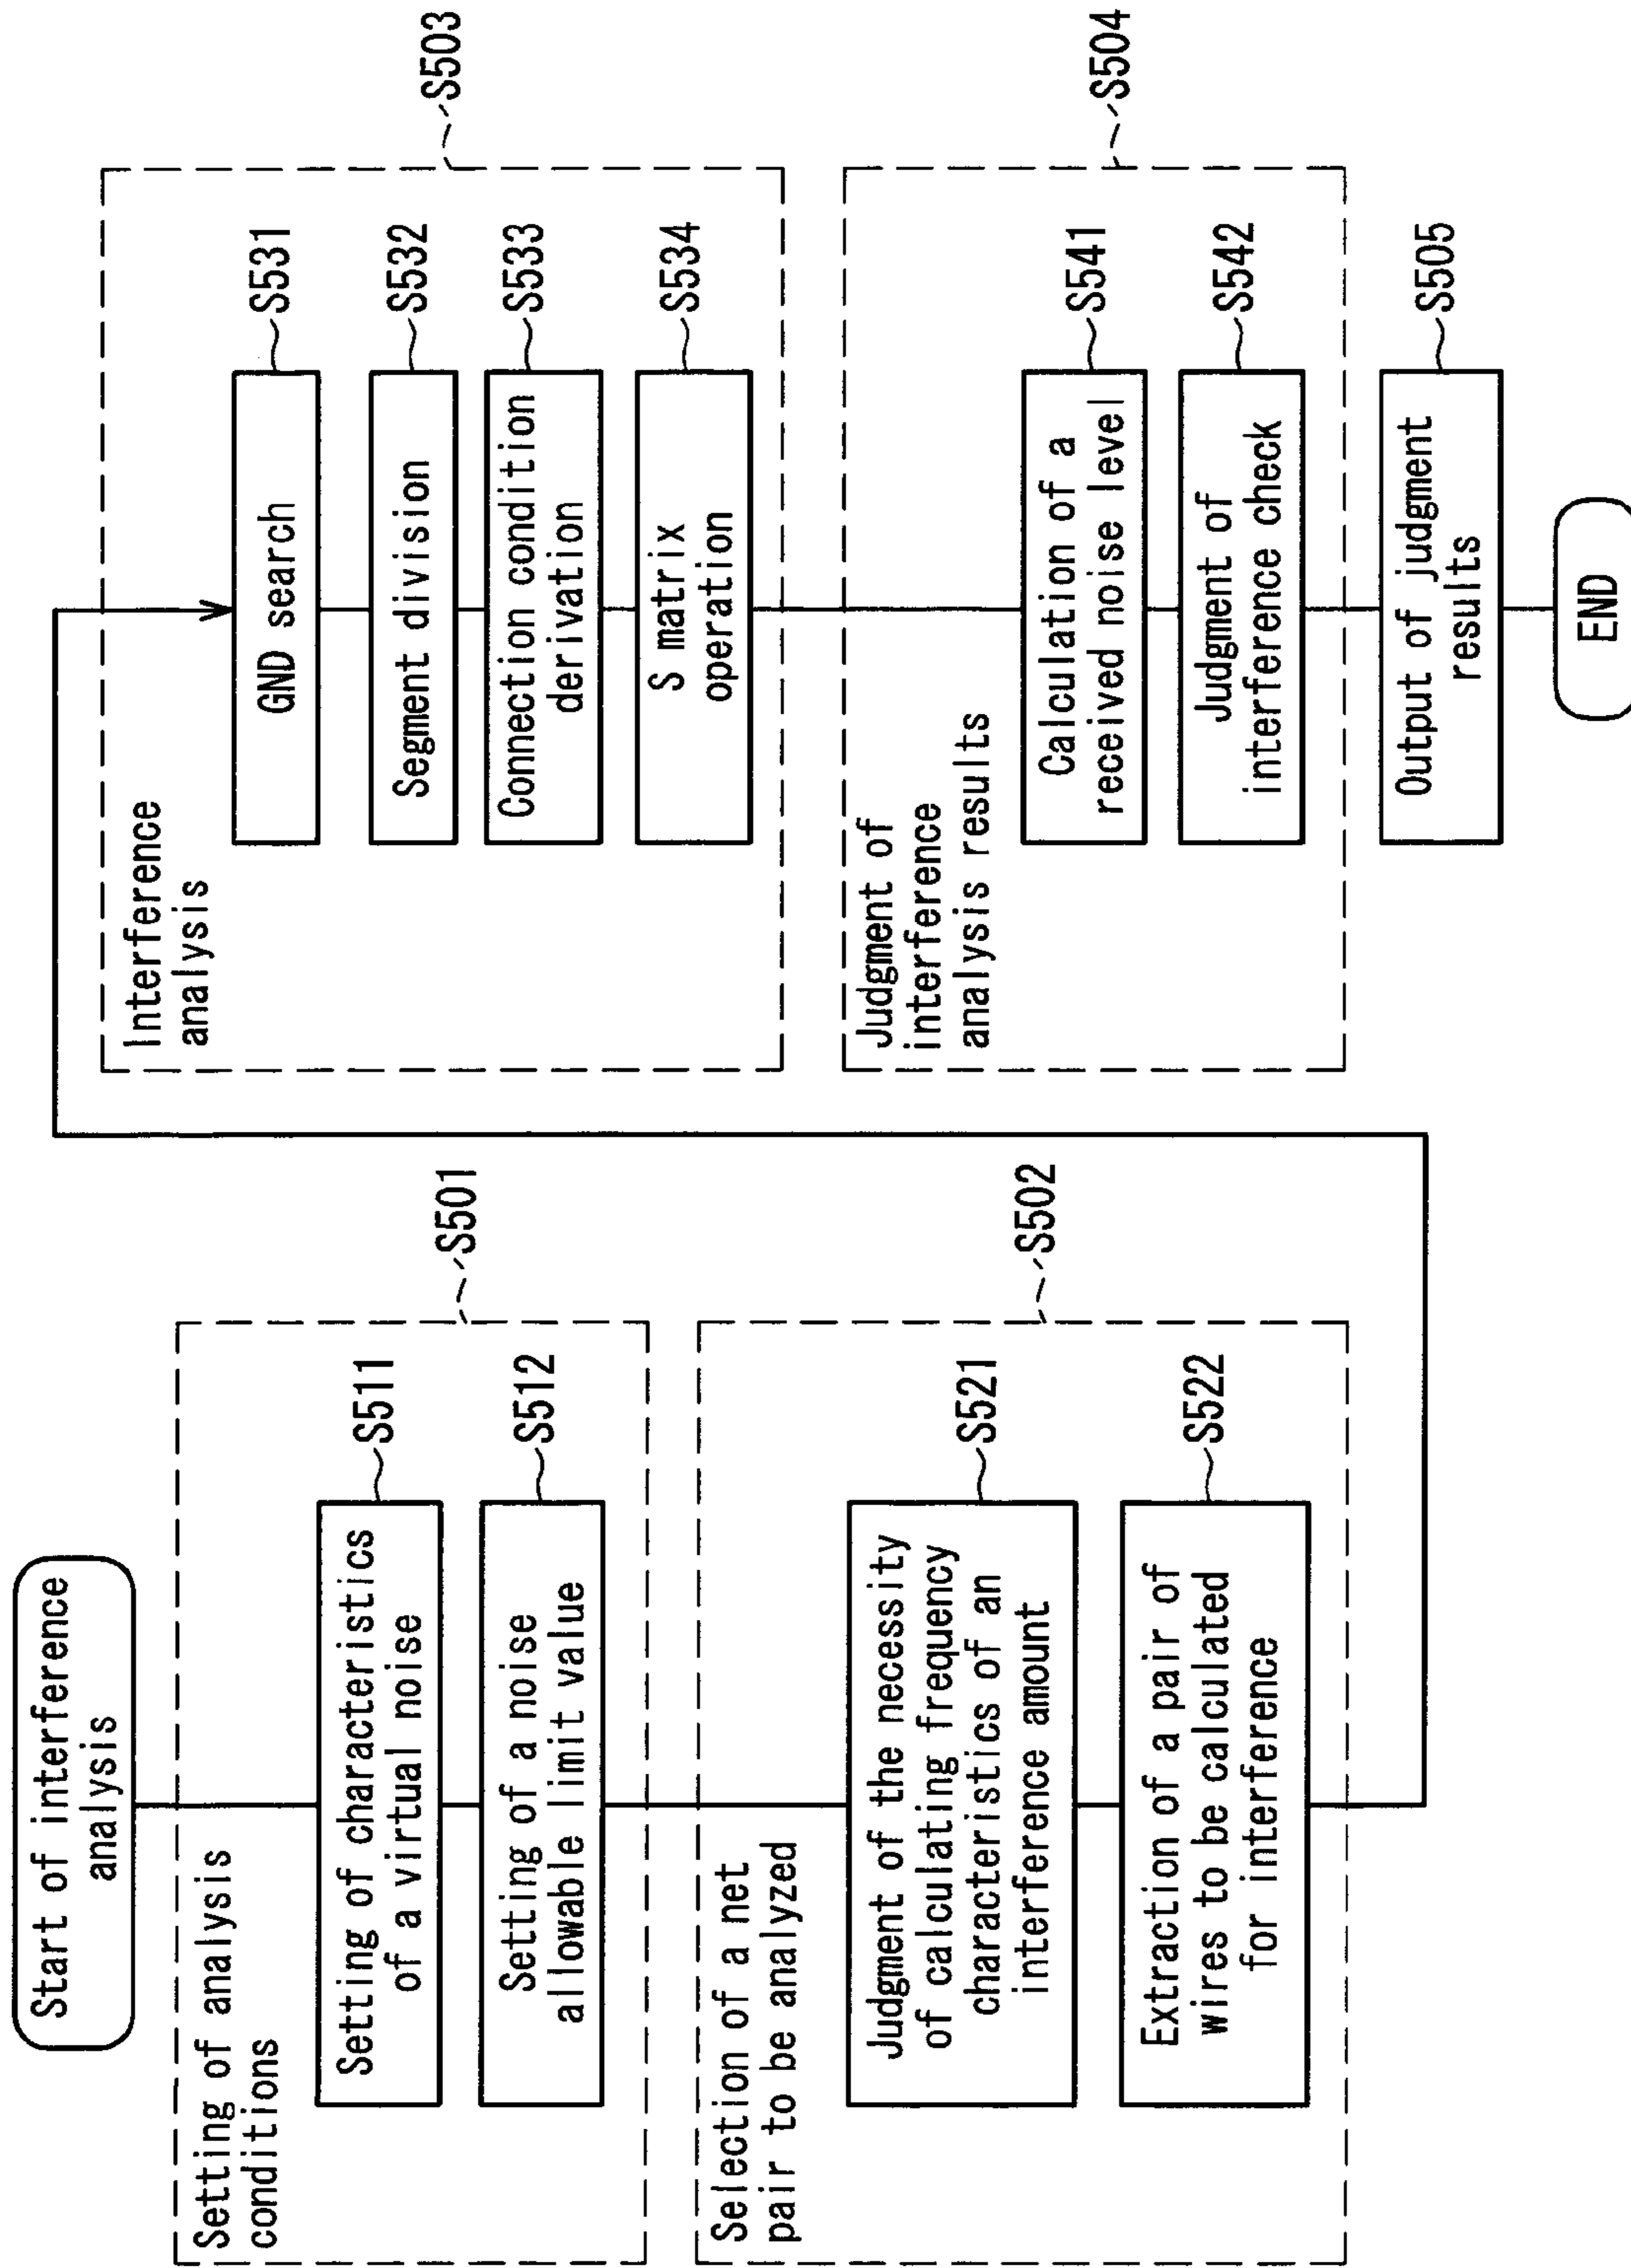 Start of interference
analysis
Setting of analysis
conditions
S501
Setting of characteristics
of a virtual noise
S511
Setting of a noise
allowable limit value
S512
Selection of a net
pair to be analyzed
S502
Judgment of the necessity
of calculating frequency
characteristics of an
interference amount
S521
Extraction of a pair of
wires to be calculated
for interference
S522
Interference
analysis
S503
GND search
S531
Segment division
S532
Connection condition
derivation
S533
S matrix
operation
S534
Judgment of
interference
analysis results
S504
Calculation of a
received noise level
S541
Judgment of
interference check
S542
Output of judgment
results
S505
END